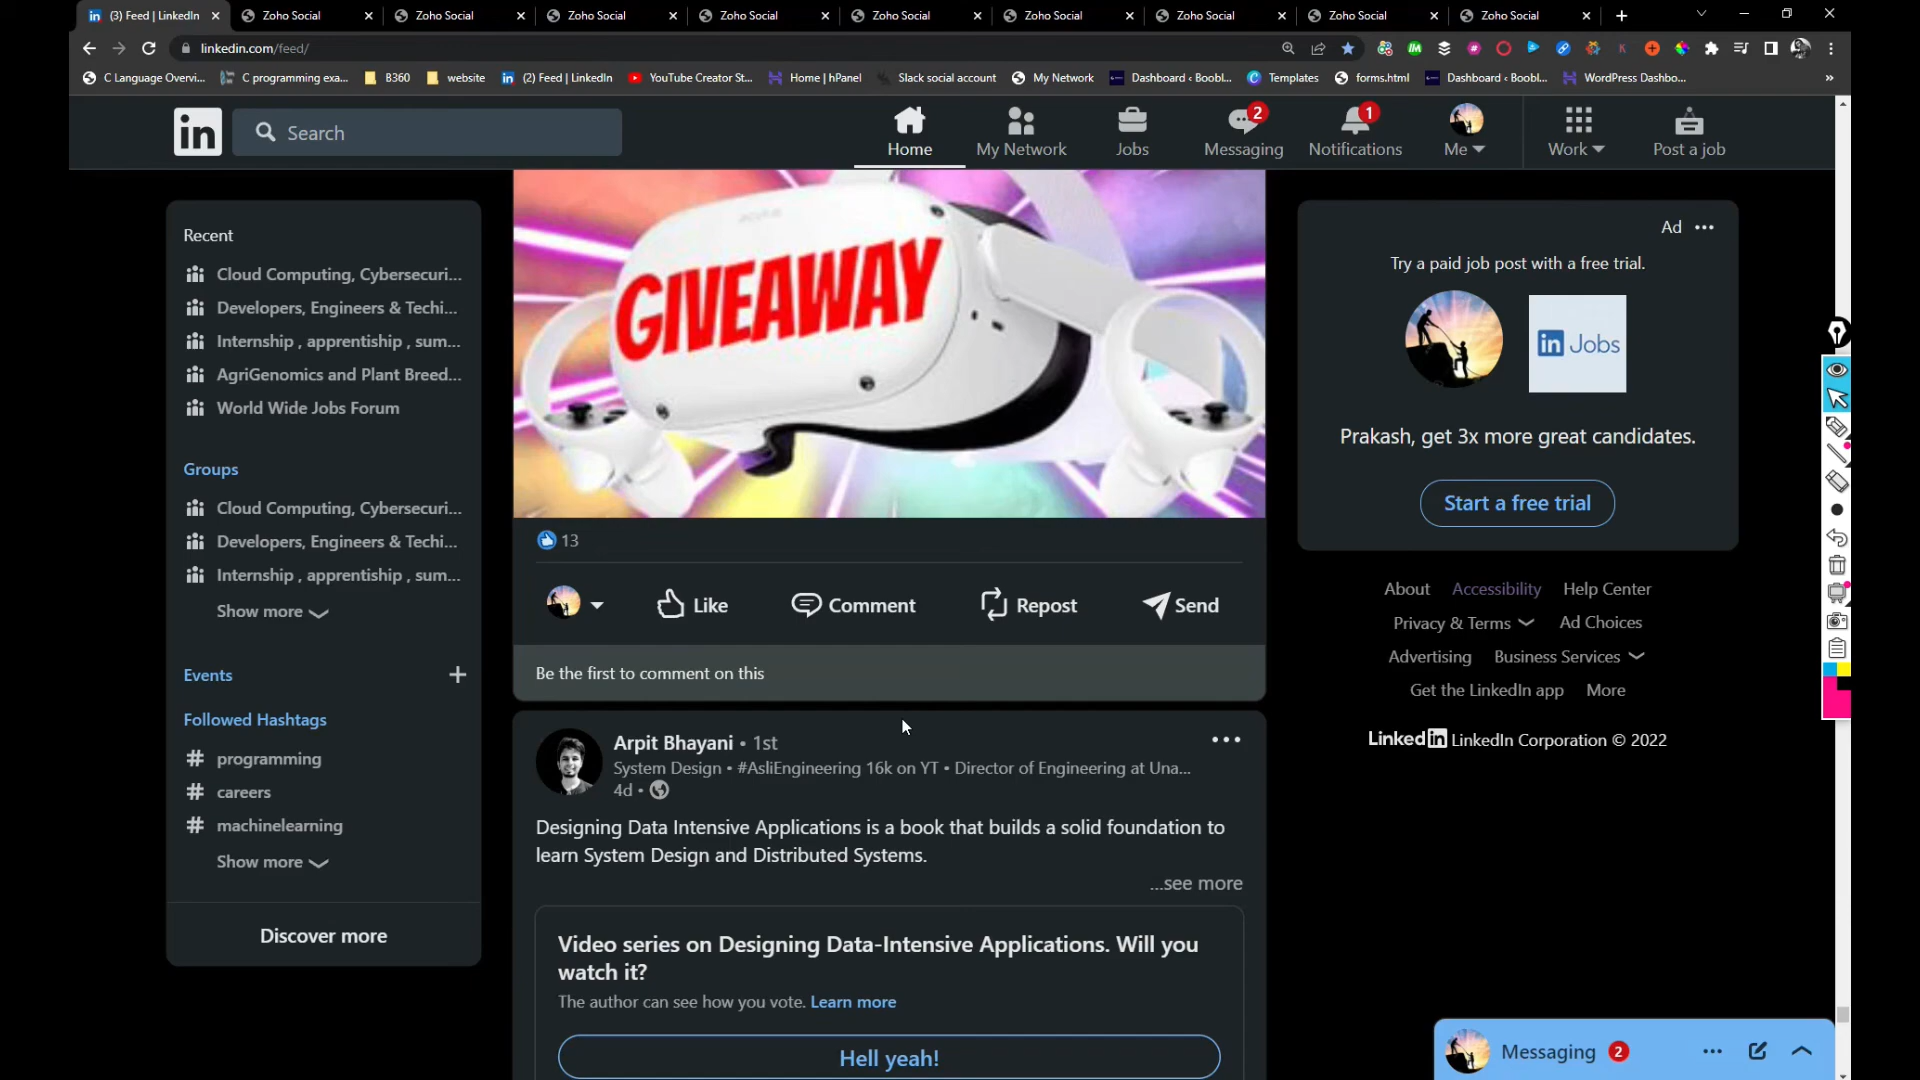 (3) Feed | LinkedIn
Zoho Social
Zoho Social
Zoho Social
Zoho Social
Zoho Social
Zoho Social
Zoho Social
Zoho Social
Zoho Social
linkedin.com/feed/
C Language Overvi...
C programming exa...
B360
website
(2) Feed | LinkedIn
YouTube Creator St...
Home | hPanel
Slack social account
My Network
Dashboard ‹ Boobl...
Templates
forms.html
Dashboard ‹ Boobl...
WordPress Dashbo...
»
in
Search
Home
My Network
Jobs
2
Messaging
1
Notifications
Me
Work
Post a job
Recent
Cloud Computing, Cybersecuri...
Developers, Engineers & Techi...
Internship , apprentiship , sum...
AgriGenomics and Plant Breed...
World Wide Jobs Forum
Groups
Cloud Computing, Cybersecuri...
Developers, Engineers & Techi...
Internship , apprentiship , sum...
Show more
Events
Followed Hashtags
# programming
# careers
# machinelearning
Show more
Discover more
GIVEAWAY
13
Like
Comment
Repost
Send
Be the first to comment on this
Arpit Bhayani • 1st
System Design • #AsliEngineering 16k on YT • Director of Engineering at Una...
4d •
Designing Data Intensive Applications is a book that builds a solid foundation to
learn System Design and Distributed Systems.
...see more
Video series on Designing Data-Intensive Applications. Will you
watch it?
The author can see how you vote. Learn more
Hell yeah!
Ad
Try a paid job post with a free trial.
in Jobs
Prakash, get 3x more great candidates.
Start a free trial
About Accessibility Help Center
Privacy & Terms Ad Choices
Advertising Business Services
Get the LinkedIn app More
LinkedIn LinkedIn Corporation © 2022
Messaging 2